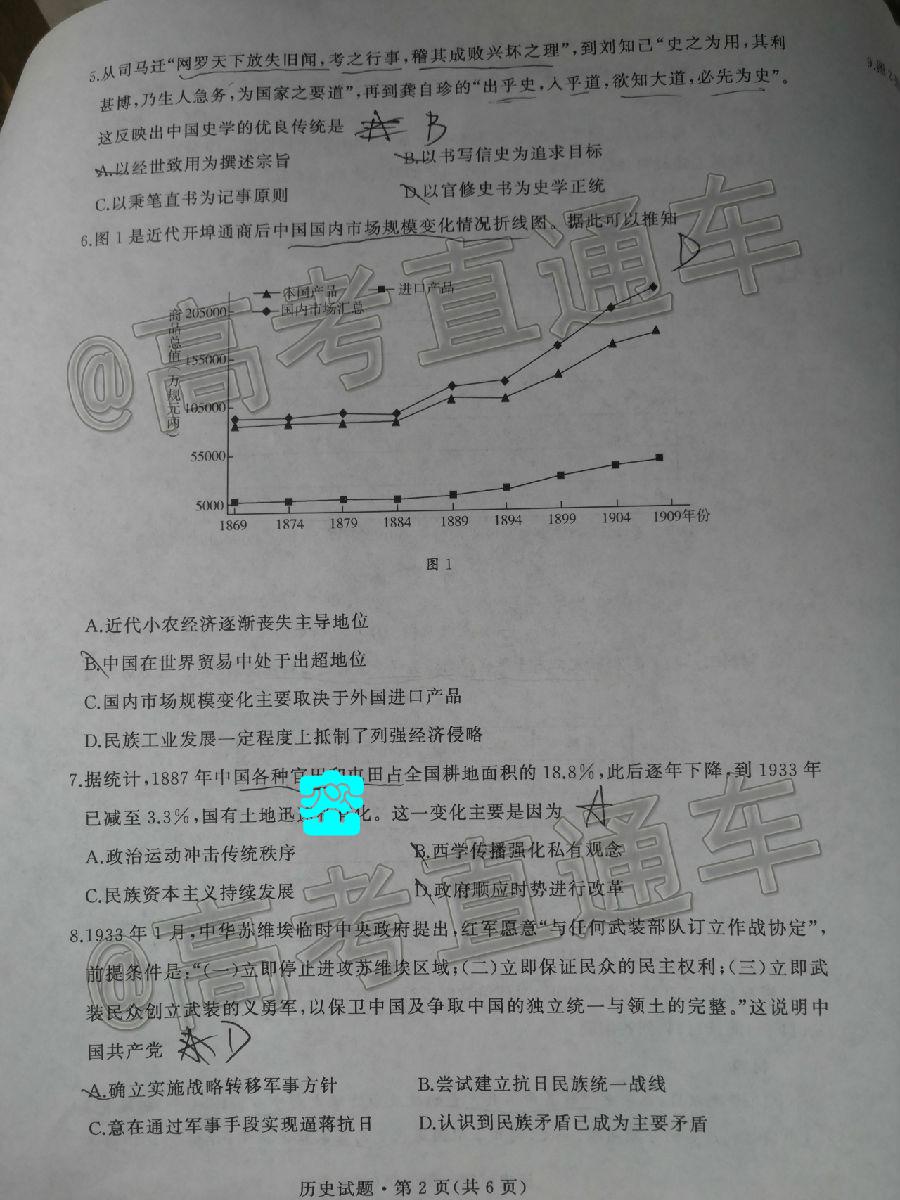 5.从司马迁“网罗天下放失旧闻,考之行事,稽其成败兴坏之理”,到刘知己“史之为用,其利
甚博,乃生人急务,为国家之要道”,再到龚自珍的“出乎史,入乎道,欲知大道,必先为史”。
这反映出中国史学的优良传统是 A B
A.以经世致用为撰述宗旨 B.以书写信史为追求目标
C.以秉笔直书为记事原则 D.以官修史书为史学正统
6.图1是近代开埠通商后中国国内市场规模变化情况折线图。据此可以推知 D
本国产品 进口产品
国内市场汇总
商品总值(万规元两)
205000
155000
105000
55000
5000
1869 1874 1879 1884 1889 1894 1899 1904 1909年份
图1
A.近代小农经济逐渐丧失主导地位
B.中国在世界贸易中处于出超地位
C.国内市场规模变化主要取决于外国进口产品
D.民族工业发展一定程度上抵制了列强经济侵略
7.据统计,1887年中国各种官田和屯田占全国耕地面积的18.8%,此后逐年下降,到1933年
已减至3.3%,国有土地迅 化。这一变化主要是因为 A
A.政治运动冲击传统秩序 B.西学传播强化私有观念
C.民族资本主义持续发展 D.政府顺应时势进行改革
8.1933年1月,中华苏维埃临时中央政府提出,红军愿意“与任何武装部队订立作战协定”,
前提条件是:“(一)立即停止进攻苏维埃区域;(二)立即保证民众的民主权利;(三)立即武
装民众创立武装的义勇军,以保卫中国及争取中国的独立统一与领土的完整。”这说明中
国共产党 A D
A.确立实施战略转移军事方针 B.尝试建立抗日民族统一战线
C.意在通过军事手段实现逼蒋抗日 D.认识到民族矛盾已成为主要矛盾
历史试题·第2页(共6页)
9.图2
@高考直通车
@高考直通车